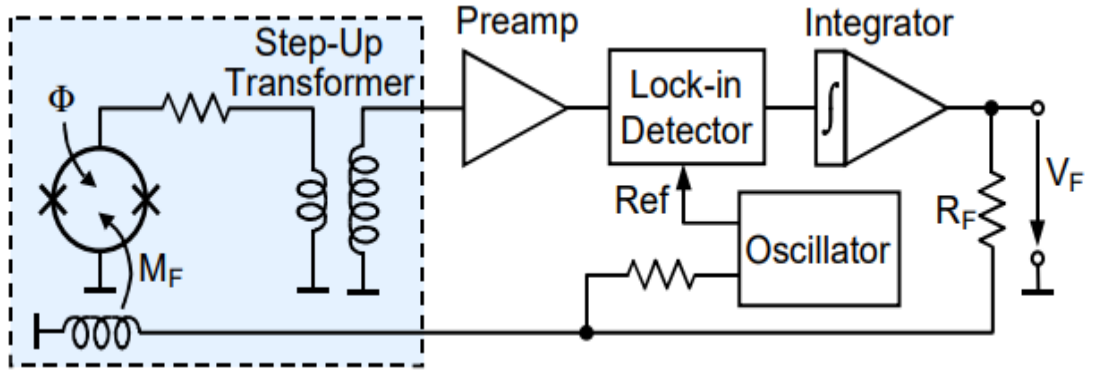 Preamp
Integrator
Step-Up
Transformer
Φ
Lock-in
Detector
∫
Ref
V_F
R_F
Oscillator
M_F